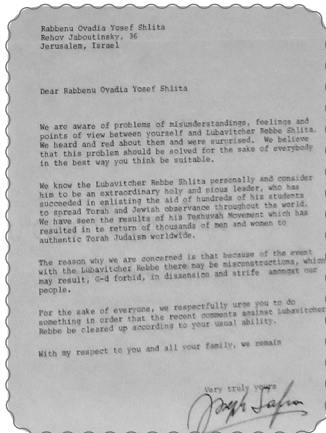 Rabbenu Ovadia Yosef Shlita
Rehov Jaboutinsky, 36
Jerusalem, Israel
Dear Rabbenu Ovadia Yosef Shlita
We are aware of problems of misunderstandings, feelings and
points of view between yourself and Lubavitcher Rebbe Shlita.
We heard and red about them and were surprised. We believe
that this problem should be solved for the sake of everybody
in the best way you think be suitable.
We know the Lubavitcher Rebbe Shlita personally and consider
him to be an extraordinary holy and pious leader, who has
succeeded in enlisting the aid of hundreds of his students
to spread Torah and Jewish observance throughout the world.
We have seen the results of his Teshuvah Movement which has
resulted in te return of thousands of men and women to
authentic Torah Judaism worldwide.
The reason why we are concerned is that because of the event
with the Lubavitcher Rebbe there may be misconstructions, which
may result, G-d forbid, in dissension and strife amongst our
people.
For the sake of everyone, we respectfully urge you to do
something in order that the recent comments against Lubavitcher
Rebbe be cleared up according to your usual ability.
With my respect to you and all your family, we remain
Very truly yours
Joseph Safra